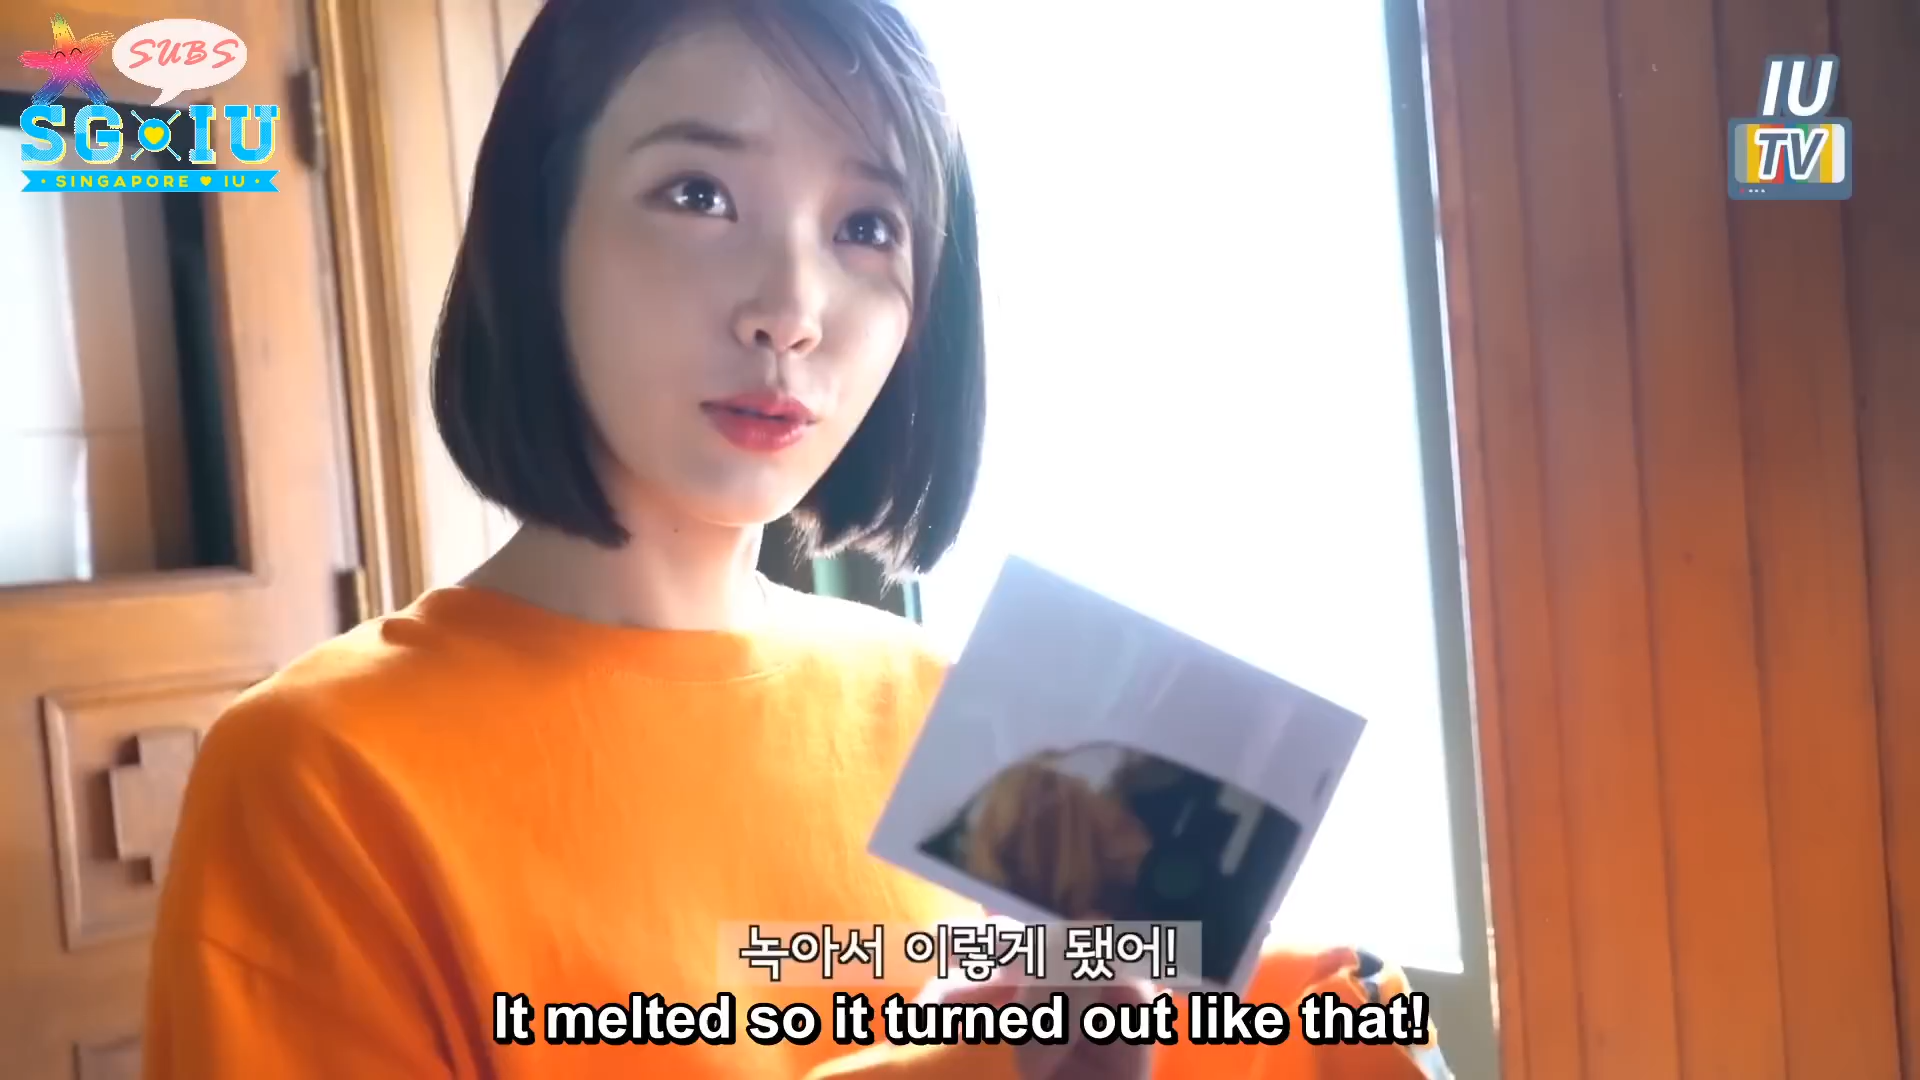 SUBS
SG IU
SINGAPORE IU
IU
TV
녹아서 이렇게 됐어!
It melted so it turned out like that!